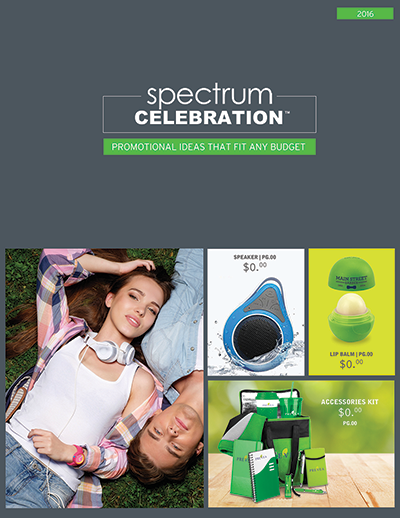 2016
spectrum
CELEBRATION™
PROMOTIONAL IDEAS THAT FIT ANY BUDGET
SPEAKER | PG.00
$0.00
MAIN STREET
LIP BALM | PG.00
$0.00
ACCESSORIES KIT
$0.00
PG.00